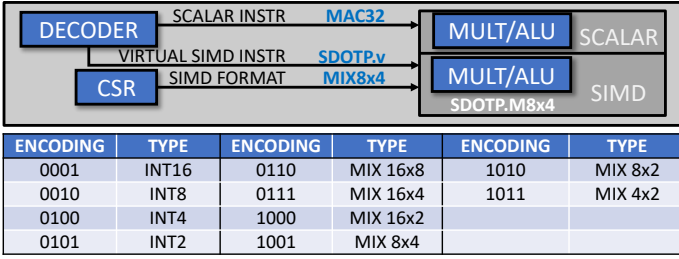 SCALAR INSTR MAC32
DECODER MULT/ALU SCALAR
VIRTUAL SIMD INSTR SDOTP.v
CSR SIMD FORMAT MIX8x4 MULT/ALU SIMD
SDOTP.M8x4
ENCODING TYPE ENCODING TYPE ENCODING TYPE
0001 INT16 0110 MIX 16x8 1010 MIX 8x2
0010 INT8 0111 MIX 16x4 1011 MIX 4x2
0100 INT4 1000 MIX 16x2
0101 INT2 1001 MIX 8x4